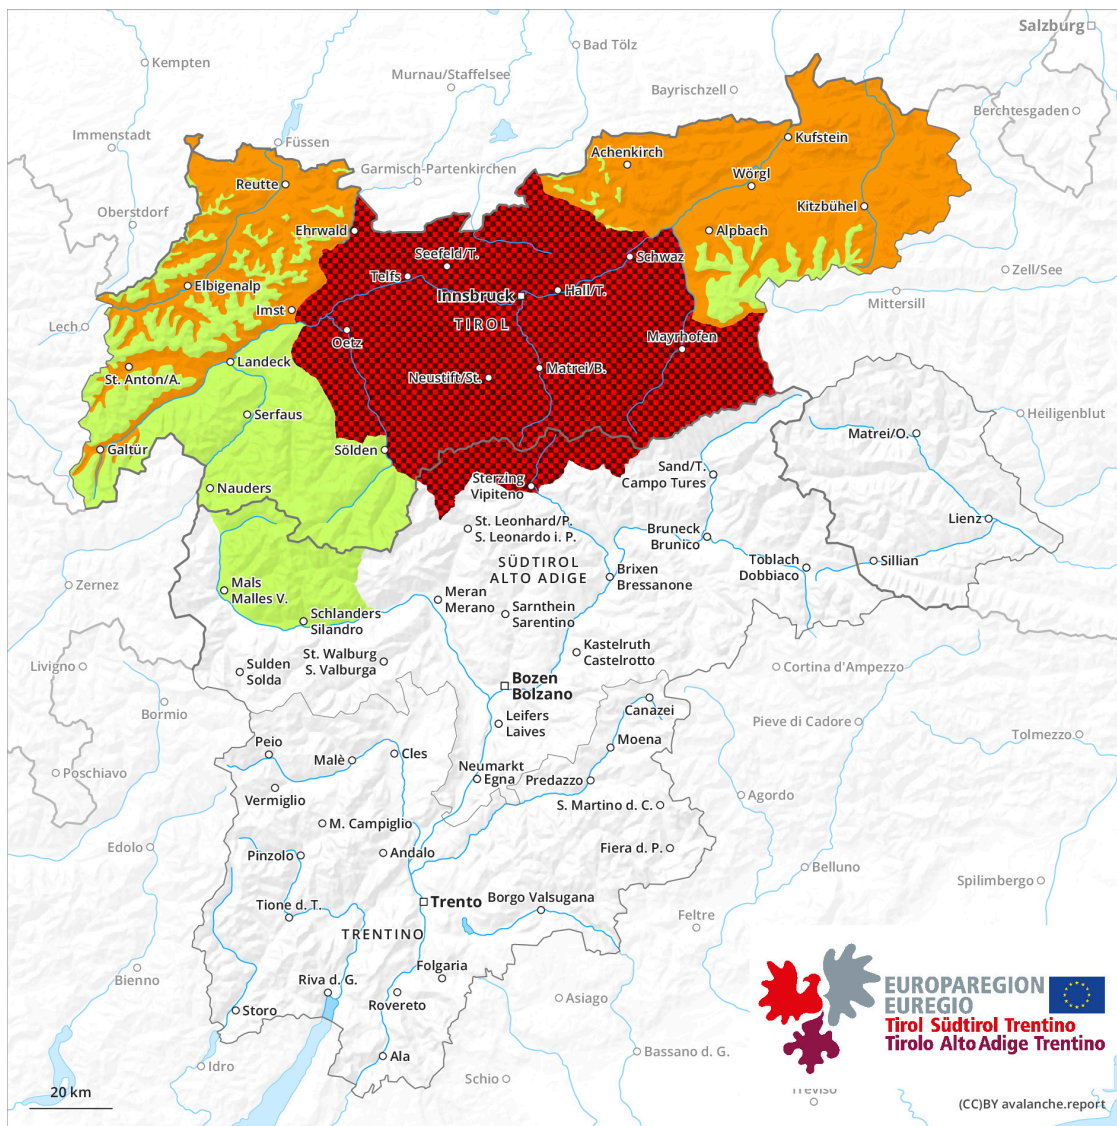 Salzburg
Bad Tölz
Kempten
Murnau/Staffelsee
Bayrischzell
Berchtesgaden
Immenstadt
Füssen
Kufstein
Achenkirch
Garmisch-Partenkirchen
Wörgl
Reutte
Oberstdorf
Kitzbühel
Ehrwald
Alpbach
Seefeld/T.
Schwaz
Telfs
Zell/See
Elbigenalp
Innsbruck
Hall/T.
Mittersill
Imst
Lech
TIROL
Oetz
Mayrhofen
Landeck
St. Anton/A.
Neustift/St.
Matrei/B.
Serfaus
Heiligenblut
Matrei/O.
Galtür
Sölden
Sand/T.
Campo Tures
Sterzing
Vipiteno
Nauders
St. Leonhard/P.
S. Leonardo i. P.
Lienz
Bruneck
Brunico
SÜDTIROL
ALTO ADIGE
Toblach
Dobbiaco
Sillian
Brixen
Bressanone
Zernez
Mals
Malles V.
Meran
Merano
Sarnthein
Sarentino
Schlanders
Silandro
Kastelruth
Castelrotto
St. Walburg
S. Valburga
Livigno
Sulden
Solda
Cortina d'Ampezzo
Bozen
Bolzano
Bormio
Canazei
Leifers
Laives
Pieve di Cadore
Tolmezzo
Peio
Moena
Malè
Cles
Neumarkt
Egna
Predazzo
Poschiavo
Vermiglio
Agordo
S. Martino d. C.
M. Campiglio
Edolo
Pinzolo
Andalo
Fiera d. P.
Belluno
Spilimbergo
Tione d. T.
Trento
Borgo Valsugana
Feltre
TRENTINO
Folgaria
Bienno
Riva d. G.
Rovereto
Asiago
Storo
EUROPAREGION
EUREGIO
Tirol Südtirol Trentino
Tirolo Alto Adige Trentino
Ala
Bassano d. G.
Idro
Schio
Treviso
20 km
(CC)BY avalanche.report